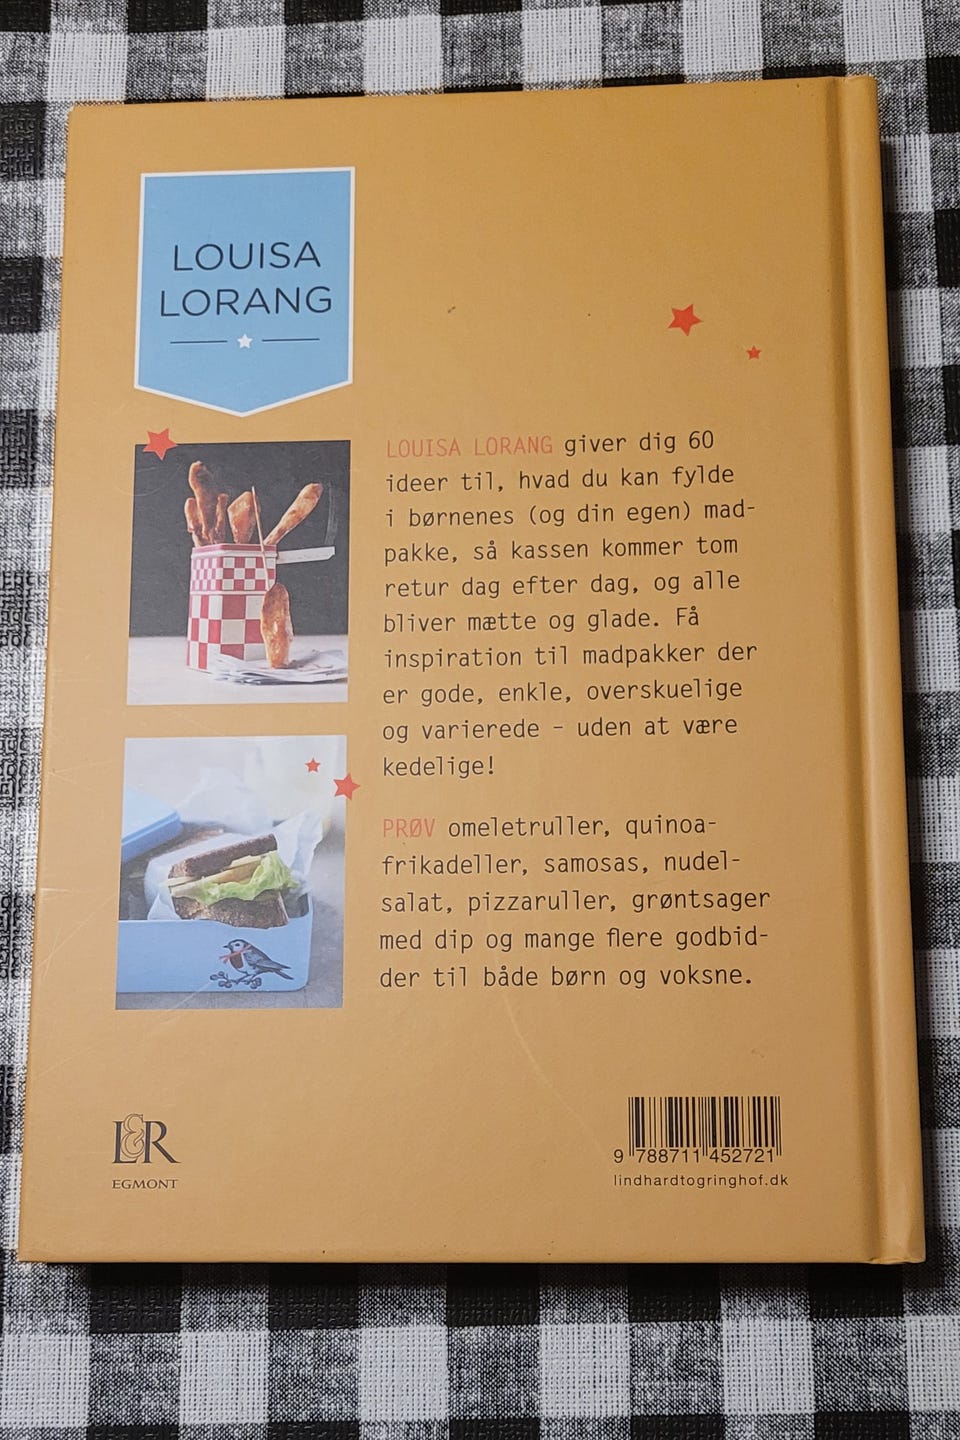 LOUISA
LORANG
LOUISA LORANG giver dig 60
ideer til, hvad du kan fylde
i børnenes (og din egen) mad-
pakke, så kassen kommer tom
retur dag efter dag, og alle
bliver mætte og glade. Få
inspiration til madpakker der
er gode, enkle, overskuelige
og varierede – uden at være
kedelige!
PRØV omeletruller, quinoa-
frikadeller, samosas, nudel-
salat, pizzaruller, grøntsager
med dip og mange flere godbid-
der til både børn og voksne.
L&R
EGMONT
9 788711 452721
lindhardtogringhof.dk